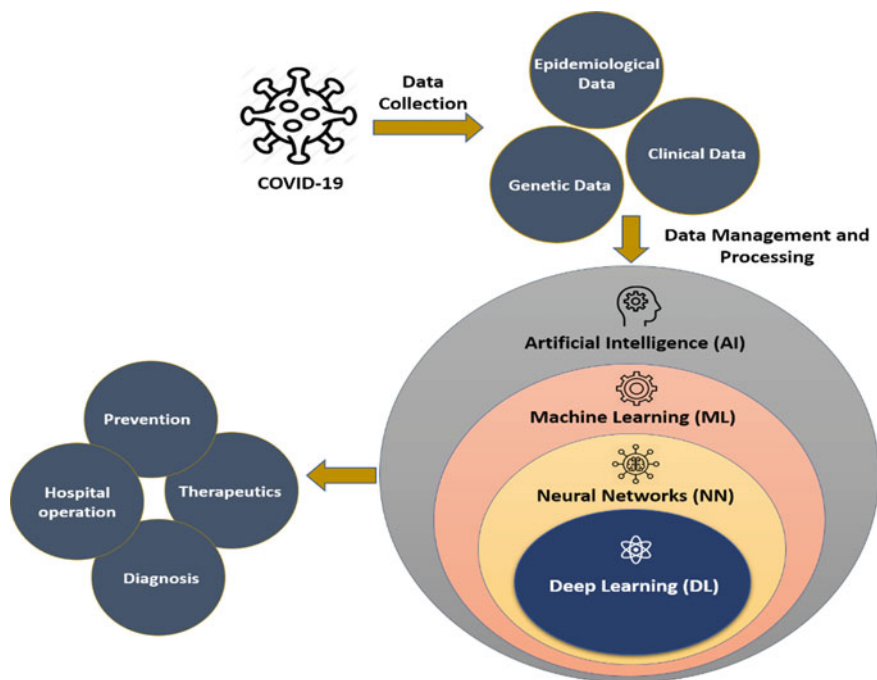 Data
Collection
COVID-19
Epidemiological
Data
Clinical Data
Genetic Data
Data Management and
Processing
Artificial Intelligence (AI)
Machine Learning (ML)
Neural Networks (NN)
Deep Learning (DL)
Prevention
Hospital
operation
Therapeutics
Diagnosis